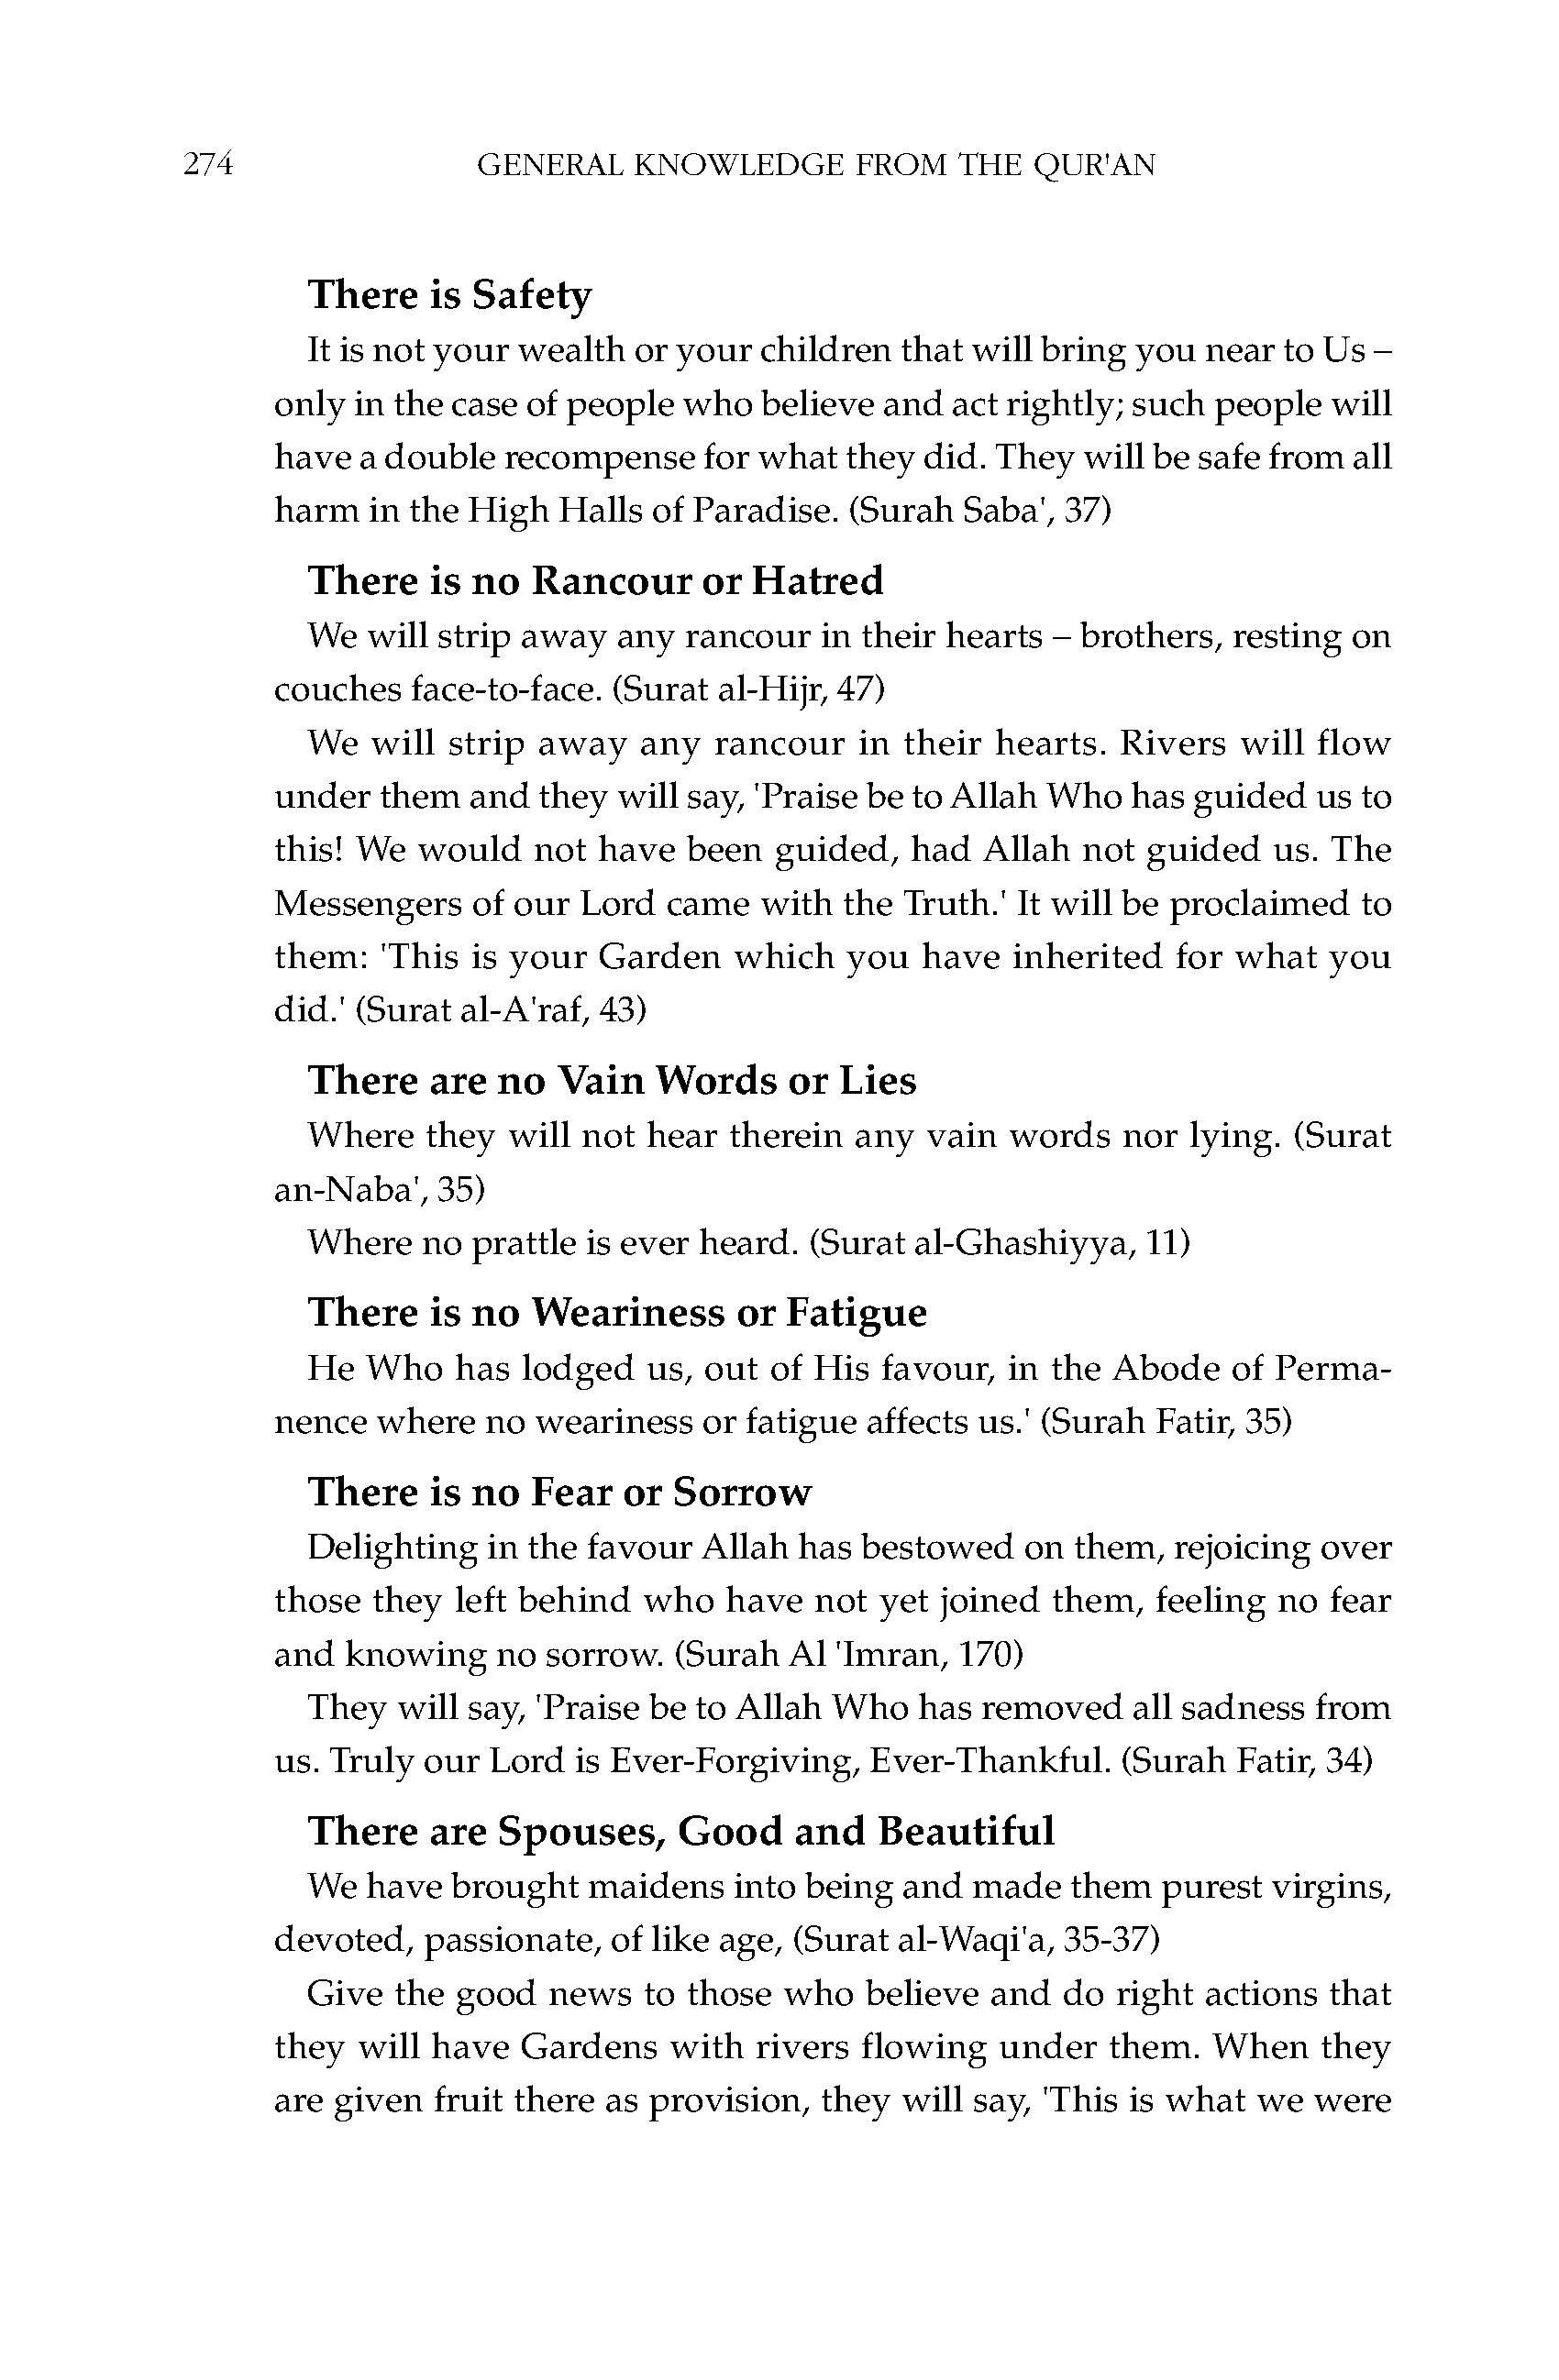 274 GENERAL KNOWLEDGE FROM THE QUR'AN
There is Safety
It is not your wealth or your children that will bring you near to Us –
only in the case of people who believe and act rightly; such people will
have a double recompense for what they did. They will be safe from all
harm in the High Halls of Paradise. (Surah Saba', 37)
There is no Rancour or Hatred
We will strip away any rancour in their hearts – brothers, resting on
couches face-to-face. (Surat al-Hijr, 47)
We will strip away any rancour in their hearts. Rivers will flow
under them and they will say, 'Praise be to Allah Who has guided us to
this! We would not have been guided, had Allah not guided us. The
Messengers of our Lord came with the Truth.' It will be proclaimed to
them: 'This is your Garden which you have inherited for what you
did.' (Surat al-A'raf, 43)
There are no Vain Words or Lies
Where they will not hear therein any vain words nor lying. (Surat
an-Naba', 35)
Where no prattle is ever heard. (Surat al-Ghashiyya, 11)
There is no Weariness or Fatigue
He Who has lodged us, out of His favour, in the Abode of Perma-
nence where no weariness or fatigue affects us.' (Surah Fatir, 35)
There is no Fear or Sorrow
Delighting in the favour Allah has bestowed on them, rejoicing over
those they left behind who have not yet joined them, feeling no fear
and knowing no sorrow. (Surah Al 'Imran, 170)
They will say, 'Praise be to Allah Who has removed all sadness from
us. Truly our Lord is Ever-Forgiving, Ever-Thankful. (Surah Fatir, 34)
There are Spouses, Good and Beautiful
We have brought maidens into being and made them purest virgins,
devoted, passionate, of like age, (Surat al-Waqi'a, 35-37)
Give the good news to those who believe and do right actions that
they will have Gardens with rivers flowing under them. When they
are given fruit there as provision, they will say, 'This is what we were